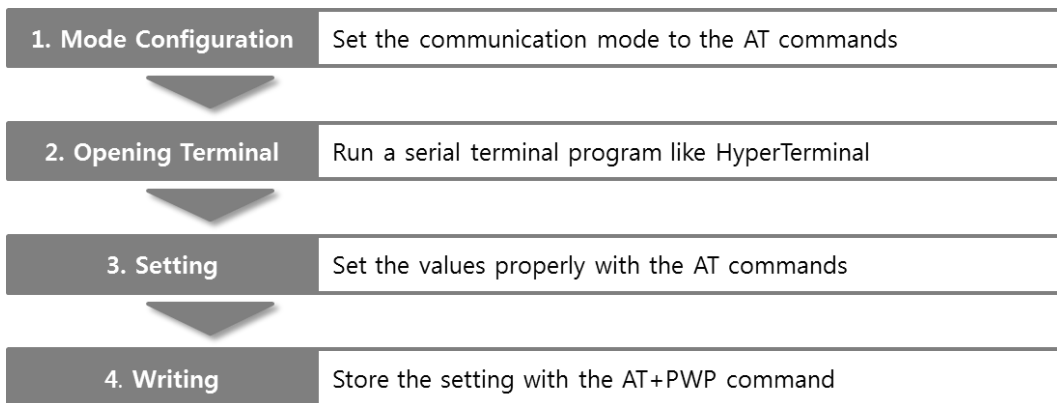 1. Mode Configuration Set the communication mode to the AT commands
2. Opening Terminal Run a serial terminal program like HyperTerminal
3. Setting Set the values properly with the AT commands
4. Writing Store the setting with the AT+PWP command